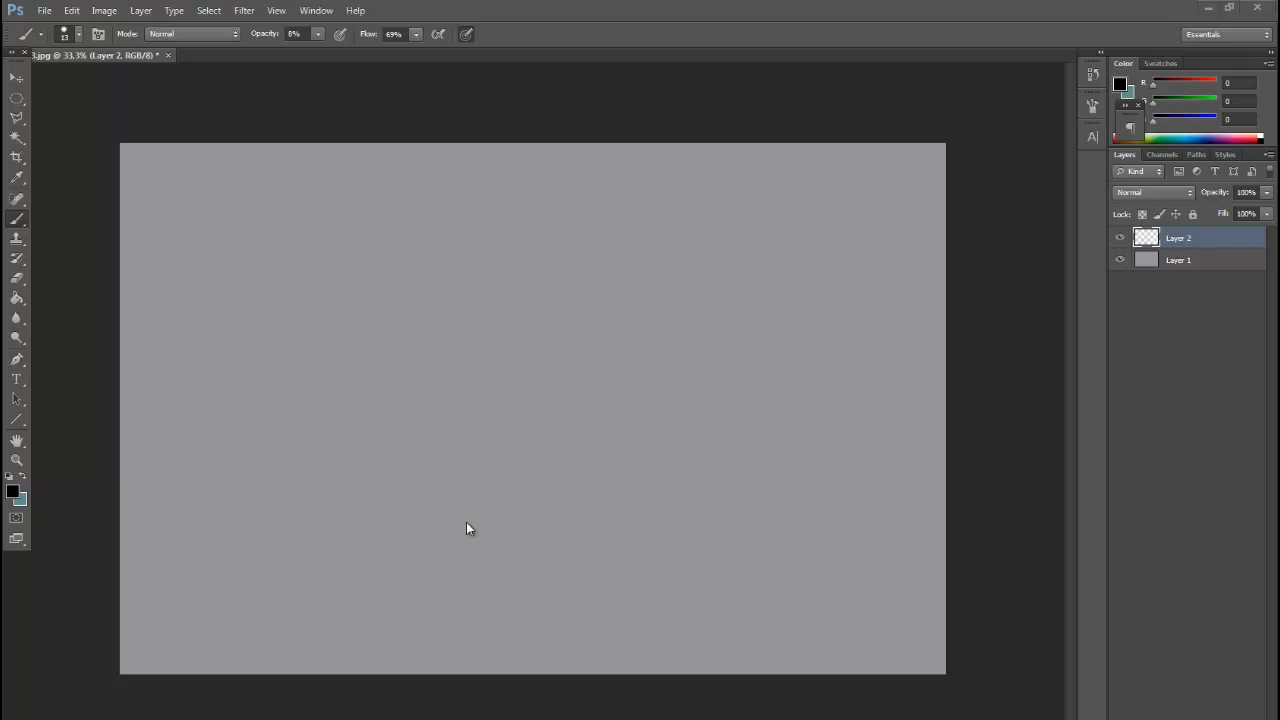 Ps File Edit Image Layer Type Select Filter View Window Help
13 Mode: Normal Opacity: 8% Flow: 69% Essentials
3.jpg @ 33,3% (Layer 2, RGB/8) * ×
Color Swatches
R 0
0
0
A|
Layers Channels Paths Styles
Kind T
Normal Opacity: 100%
Lock: Fill: 100%
Layer 2
Layer 1
T